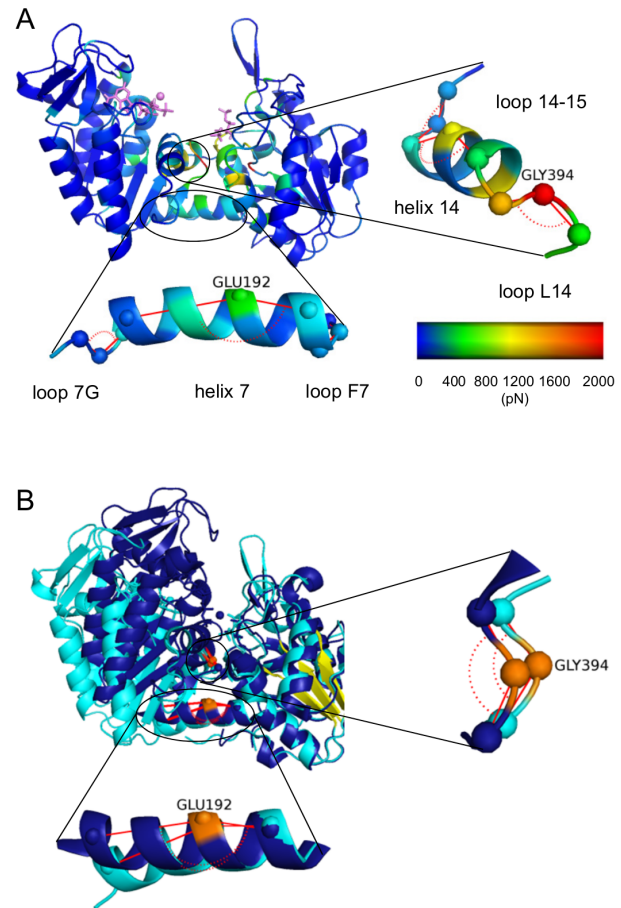 A
loop 14-15
GLY394
helix 14
loop L14
GLU192
loop 7G
helix 7
loop F7
0 400 800 1200 1600 2000
(pN)
B
GLY394
GLU192